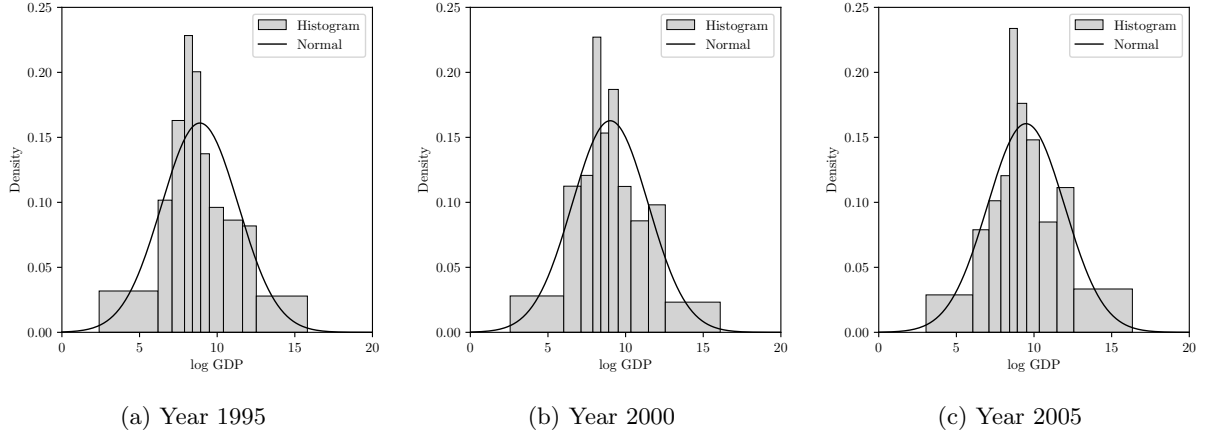 0.25
0.20
0.15
0.10
0.05
0.00
Density
0 5 10 15 20
log GDP
Histogram
Normal
(a) Year 1995
0.25
0.20
0.15
0.10
0.05
0.00
Density
0 5 10 15 20
log GDP
Histogram
Normal
(b) Year 2000
0.25
0.20
0.15
0.10
0.05
0.00
Density
0 5 10 15 20
log GDP
Histogram
Normal
(c) Year 2005